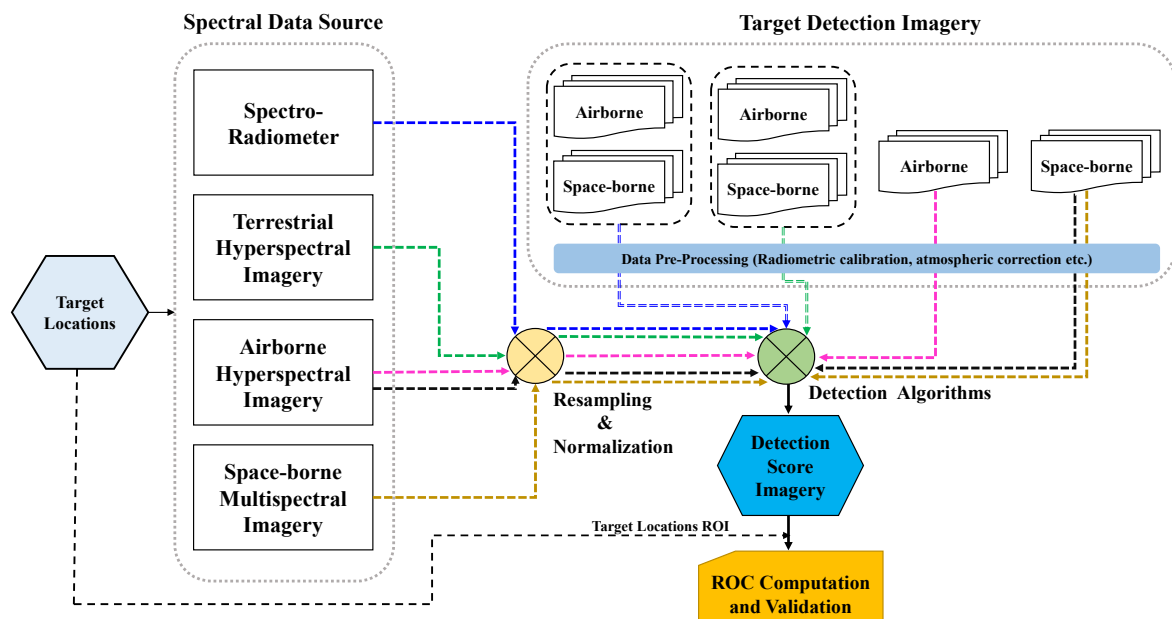 Spectral Data Source
Target Detection Imagery
Spectro-
Radiometer
Terrestrial
Hyperspectral
Imagery
Airborne
Hyperspectral
Imagery
Space-borne
Multispectral
Imagery
Target
Locations
Airborne
Space-borne
Airborne
Space-borne
Airborne
Space-borne
Data Pre-Processing (Radiometric calibration, atmospheric correction etc.)
Resampling
&
Normalization
Detection Algorithms
Detection
Score
Imagery
Target Locations ROI
ROC Computation
and Validation